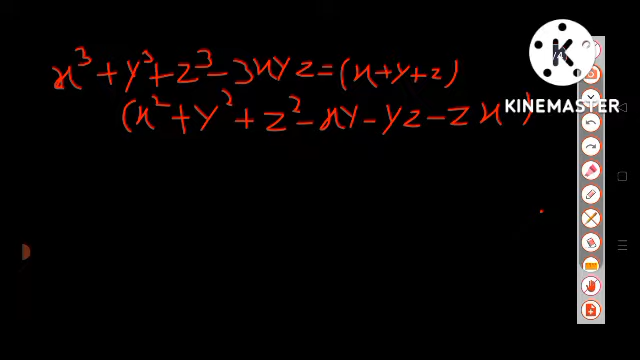 x³ + y³ + z³ - 3xyz = (x+y+z)
(x² + y² + z² - xy - yz - zx)
KINEMASTER